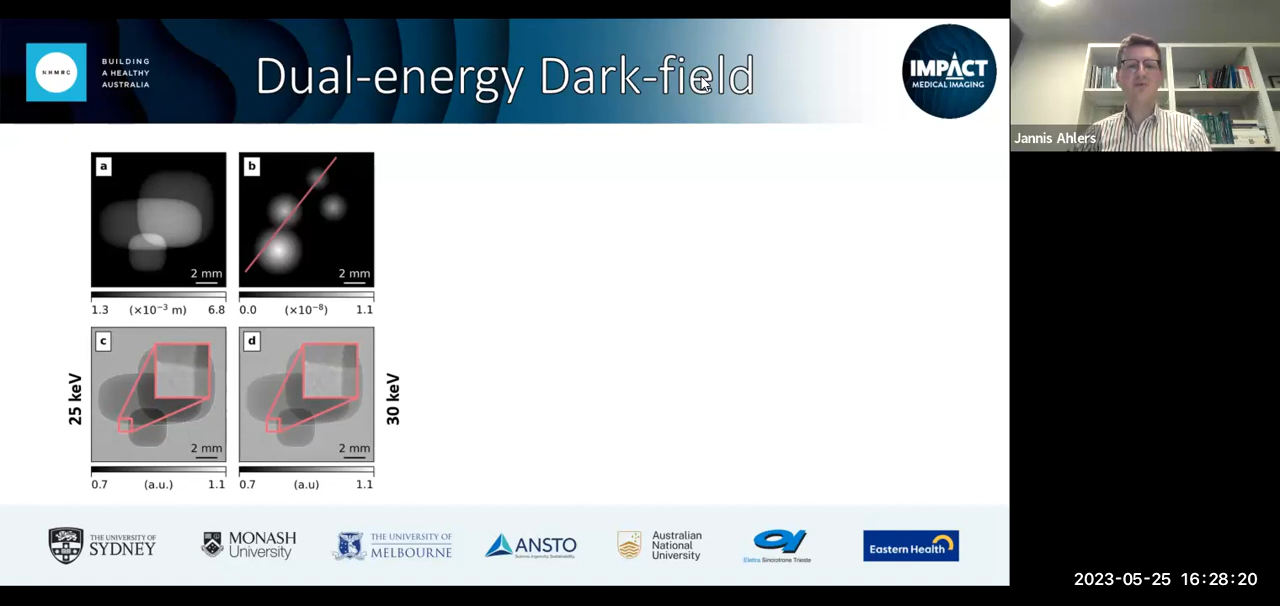 NHMRC
BUILDING
A HEALTHY
AUSTRALIA
Dual-energy Dark-field
IMPACT
MEDICAL IMAGING
Jannis Ahlers
a
b
2 mm
2 mm
1.3 (×10⁻³ m) 6.8
0.0 (×10⁻⁸) 1.1
25 keV
c
d
30 keV
2 mm
2 mm
0.7 (a.u.) 1.1
0.7 (a.u) 1.1
THE UNIVERSITY OF
SYDNEY
MONASH
University
THE UNIVERSITY OF
MELBOURNE
ANSTO
Australian
National
University
Elettra Sincrotrone Trieste
Eastern Health
2023-05-25 16:28:20